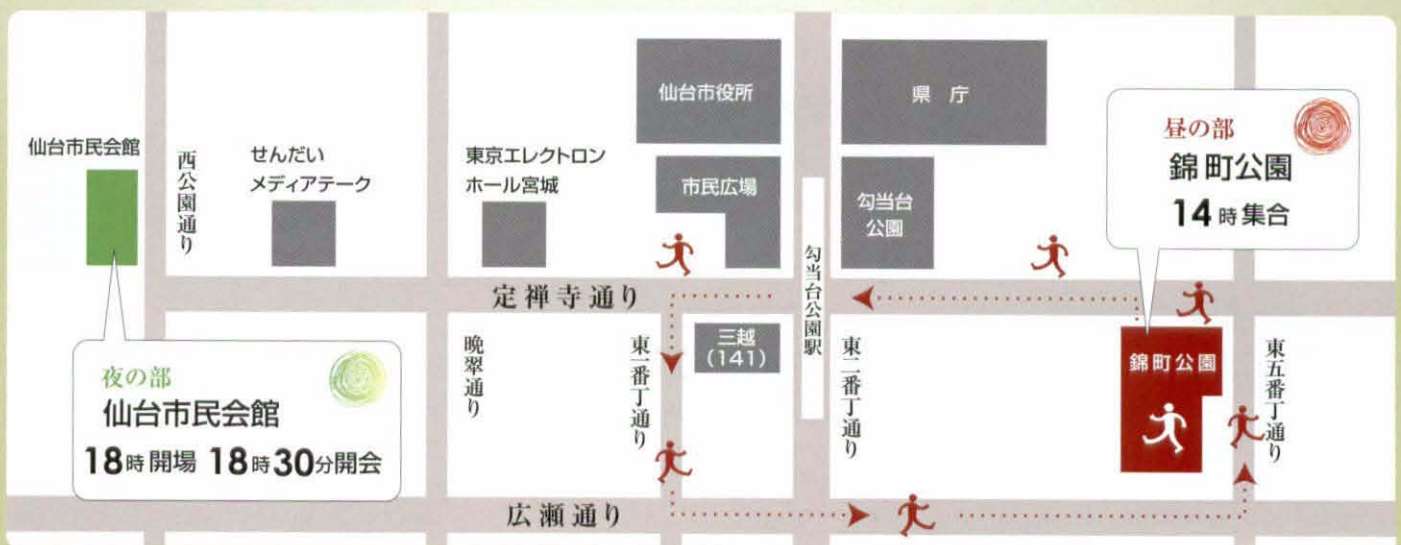 仙台市役所
県庁
昼の部
錦町公園
14時集合
仙台市民会館
西公園通り
せんだい
メディアテーク
東京エレクトロン
ホール宮城
市民広場
勾当台
公園
勾当台公園駅
定禅寺通り
夜の部
仙台市民会館
18時開場 18時30分開会
晩翠通り
東一番丁通り
三越
(141)
東二番丁通り
錦町公園
東五番丁通り
広瀬通り